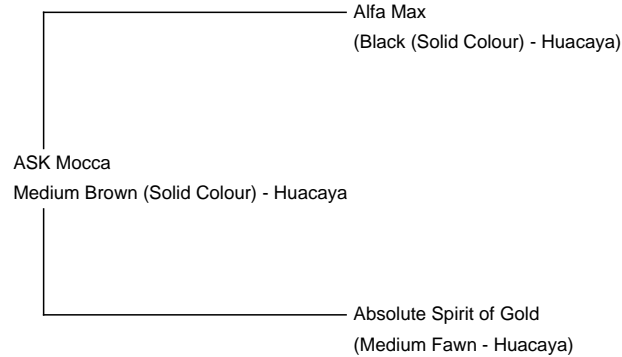 Alfa Max
(Black (Solid Colour) - Huacaya)
ASK Mocca
Medium Brown (Solid Colour) - Huacaya
Absolute Spirit of Gold
(Medium Fawn - Huacaya)